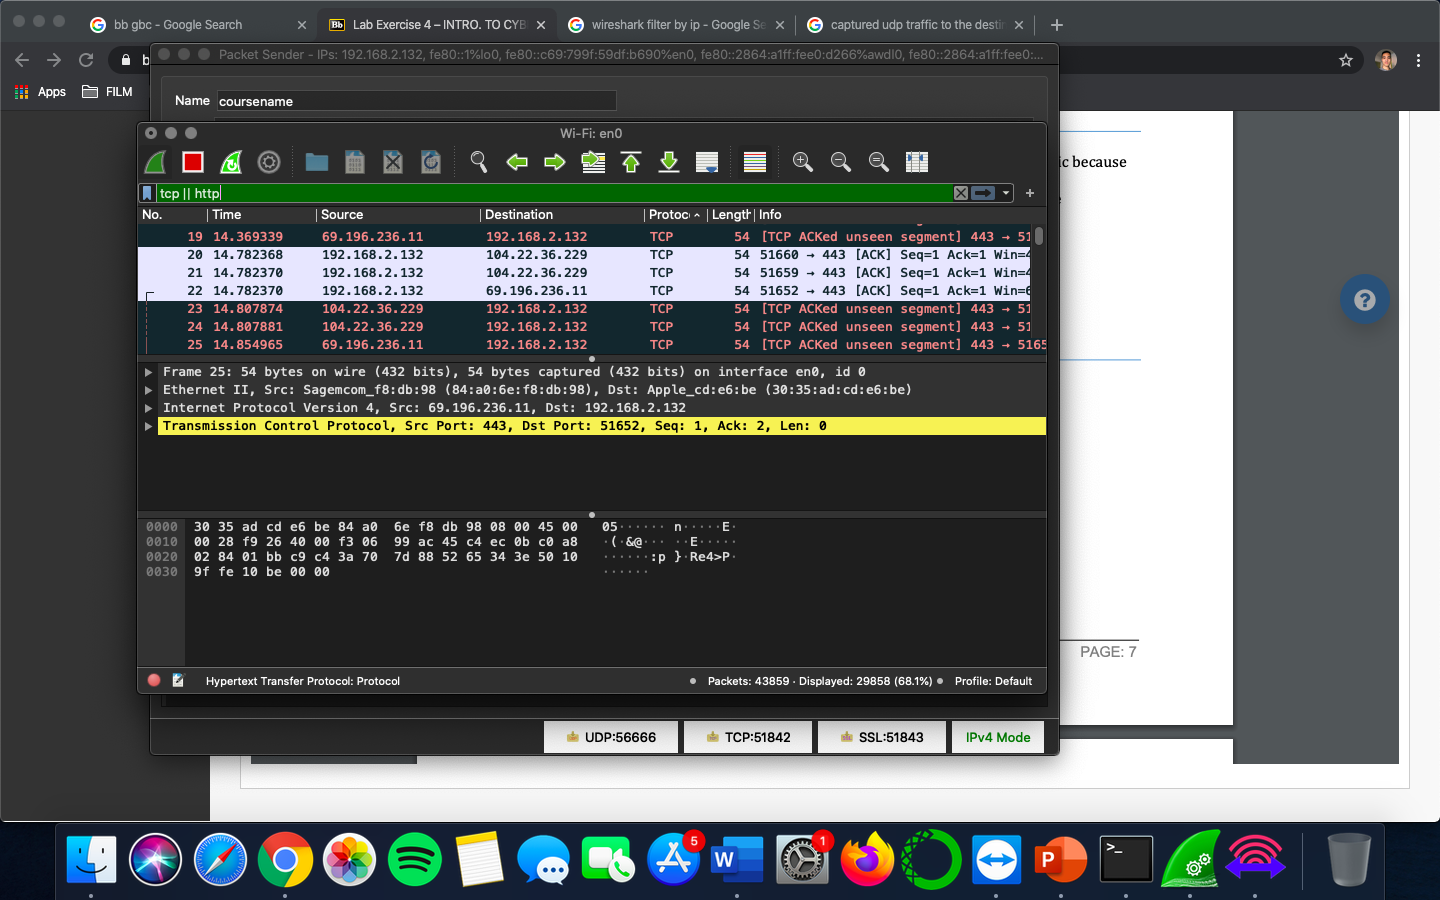 bb gbc - Google Search
Lab Exercise 4 – INTRO. TO CYB
wireshark filter by ip - Google Se
captured udp traffic to the destin
Packet Sender - IPs: 192.168.2.132, fe80::1%lo0, fe80::c69:799f:59df:b690%en0, fe80::2864:a1ff:fee0:d266%awdl0, fe80::2864:a1ff:fee0:...
b
Apps
FILM
Name
coursename
Wi-Fi: en0
ic because
tcp || http
No. Time Source Destination Protoc Length Info
19 14.369339 69.196.236.11 192.168.2.132 TCP 54 [TCP ACKed unseen segment] 443 → 51
20 14.782368 192.168.2.132 104.22.36.229 TCP 54 51660 → 443 [ACK] Seq=1 Ack=1 Win=4
21 14.782370 192.168.2.132 104.22.36.229 TCP 54 51659 → 443 [ACK] Seq=1 Ack=1 Win=4
22 14.782370 192.168.2.132 69.196.236.11 TCP 54 51652 → 443 [ACK] Seq=1 Ack=1 Win=6
23 14.807874 104.22.36.229 192.168.2.132 TCP 54 [TCP ACKed unseen segment] 443 → 51
24 14.807881 104.22.36.229 192.168.2.132 TCP 54 [TCP ACKed unseen segment] 443 → 51
25 14.854965 69.196.236.11 192.168.2.132 TCP 54 [TCP ACKed unseen segment] 443 → 5165
Frame 25: 54 bytes on wire (432 bits), 54 bytes captured (432 bits) on interface en0, id 0
Ethernet II, Src: Sagemcom_f8:db:98 (84:a0:6e:f8:db:98), Dst: Apple_cd:e6:be (30:35:ad:cd:e6:be)
Internet Protocol Version 4, Src: 69.196.236.11, Dst: 192.168.2.132
Transmission Control Protocol, Src Port: 443, Dst Port: 51652, Seq: 1, Ack: 2, Len: 0
0000 30 35 ad cd e6 be 84 a0 6e f8 db 98 08 00 45 00 05······ n·····E·
0010 00 28 f9 26 40 00 f3 06 99 ac 45 c4 ec 0b c0 a8 ·(·&@··· ··E·····
0020 02 84 01 bb c9 c4 3a 70 7d 88 52 65 34 3e 50 10 ······:p }·Re4>P·
0030 9f fe 10 be 00 00 ······
PAGE: 7
Hypertext Transfer Protocol: Protocol
Packets: 43859 · Displayed: 29858 (68.1%)
Profile: Default
UDP:56666
TCP:51842
SSL:51843
IPv4 Mode
5
W
1
P
>_